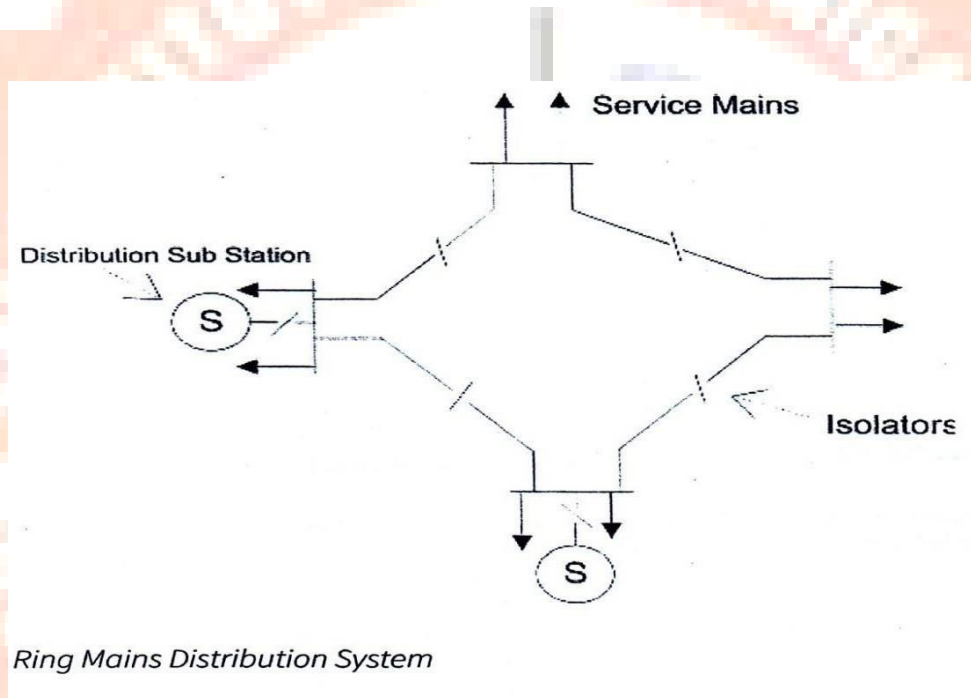 Service Mains
Distribution Sub Station
S
Isolators
S
Ring Mains Distribution System